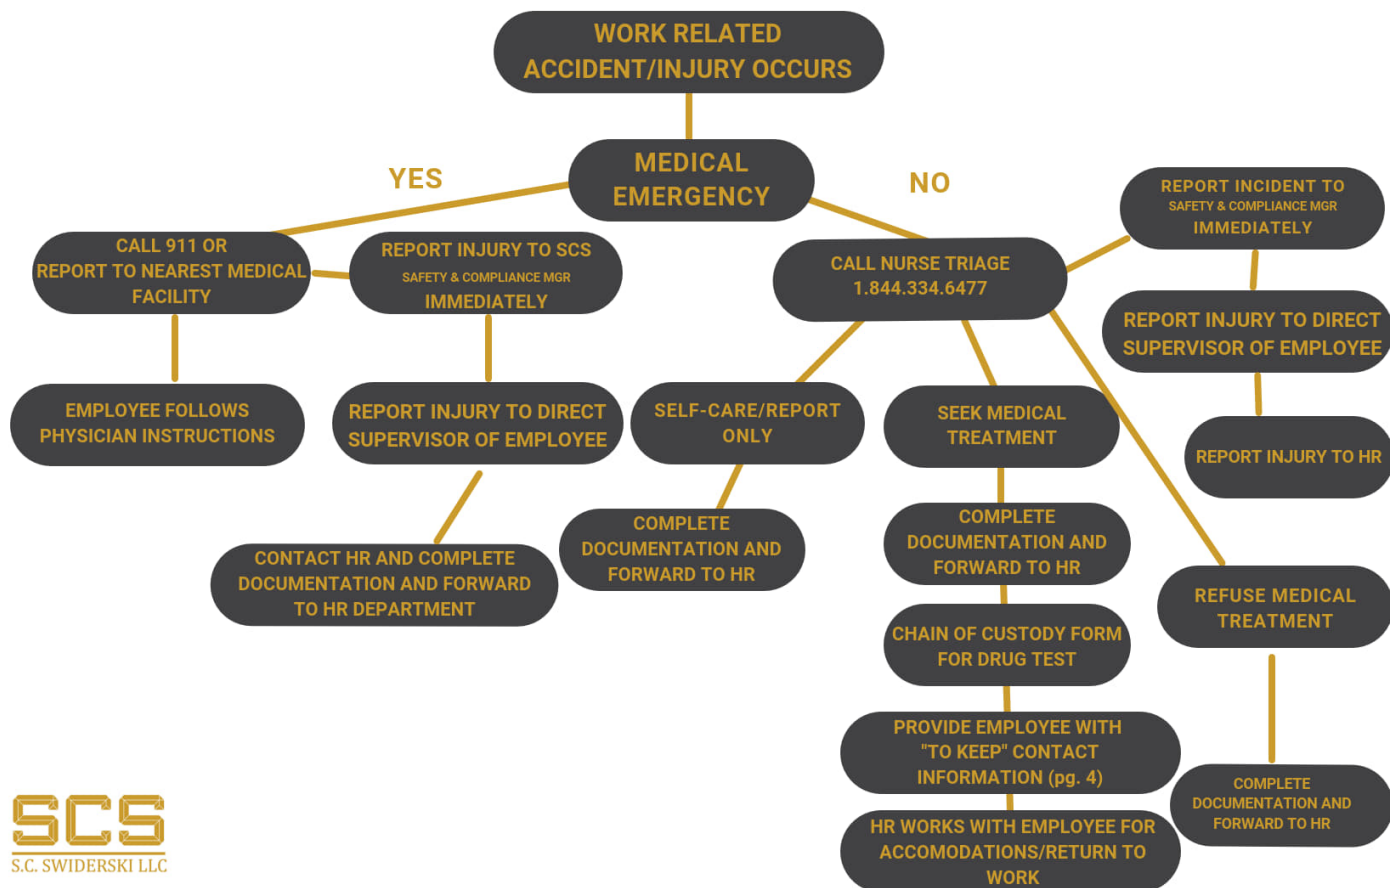 WORK RELATED
ACCIDENT/INJURY OCCURS
MEDICAL
EMERGENCY
YES
NO
CALL 911 OR
REPORT TO NEAREST MEDICAL
FACILITY
REPORT INJURY TO SCS
SAFETY & COMPLIANCE MGR
IMMEDIATELY
EMPLOYEE FOLLOWS
PHYSICIAN INSTRUCTIONS
REPORT INJURY TO DIRECT
SUPERVISOR OF EMPLOYEE
CONTACT HR AND COMPLETE
DOCUMENTATION AND FORWARD
TO HR DEPARTMENT
CALL NURSE TRIAGE
1.844.334.6477
REPORT INCIDENT TO
SAFETY & COMPLIANCE MGR
IMMEDIATELY
REPORT INJURY TO DIRECT
SUPERVISOR OF EMPLOYEE
REPORT INJURY TO HR
SELF-CARE/REPORT
ONLY
COMPLETE
DOCUMENTATION AND
FORWARD TO HR
SEEK MEDICAL
TREATMENT
COMPLETE
DOCUMENTATION AND
FORWARD TO HR
CHAIN OF CUSTODY FORM
FOR DRUG TEST
PROVIDE EMPLOYEE WITH
"TO KEEP" CONTACT
INFORMATION (pg. 4)
HR WORKS WITH EMPLOYEE FOR
ACCOMODATIONS/RETURN TO
WORK
REFUSE MEDICAL
TREATMENT
COMPLETE
DOCUMENTATION AND
FORWARD TO HR
SCS
S.C. SWIDERSKI LLC